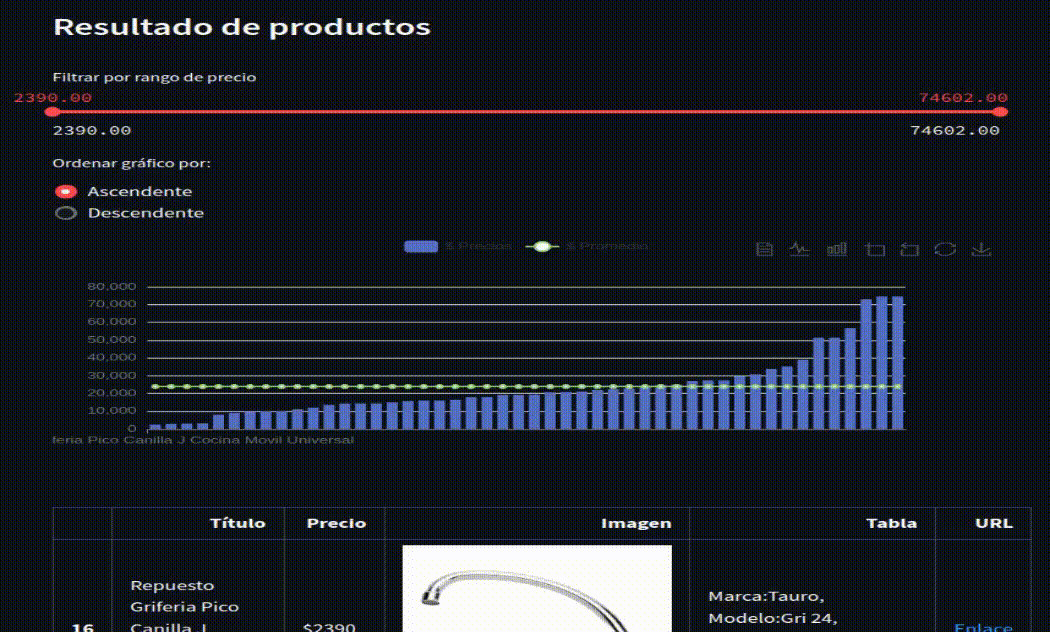 Resultado de productos
Filtrar por rango de precio
2390.00 74602.00
2390.00 74602.00
Ordenar gráfico por:
Ascendente
Descendente
$ Precios $ Promedio
80,000
70,000
60,000
50,000
40,000
30,000
20,000
10,000
0
feria Pico Canilla J Cocina Movil Universal
Título Precio Imagen Tabla URL
Repuesto
Griferia Pico
Marca:Tauro,
Modelo:Gri 24,
16 Canilla J $2390 Enlace